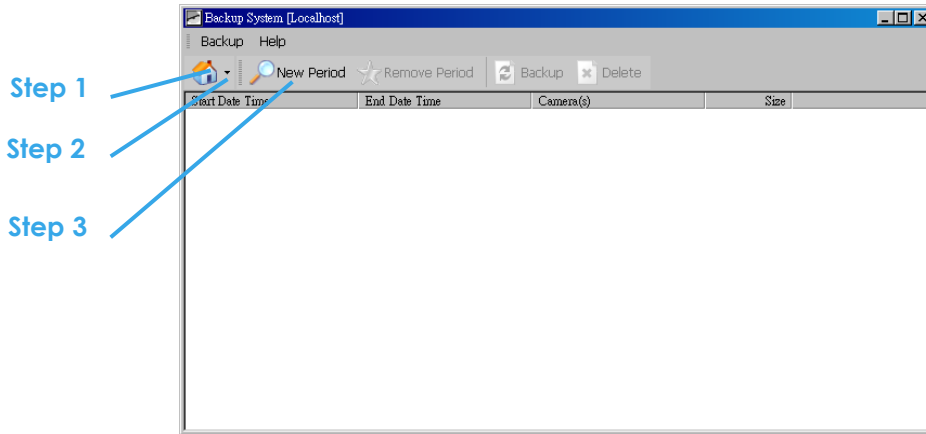 Backup System [Localhost]
Backup Help
New Period Remove Period Backup Delete
Start Date Time End Date Time Camera(s) Size
Step 1
Step 2
Step 3